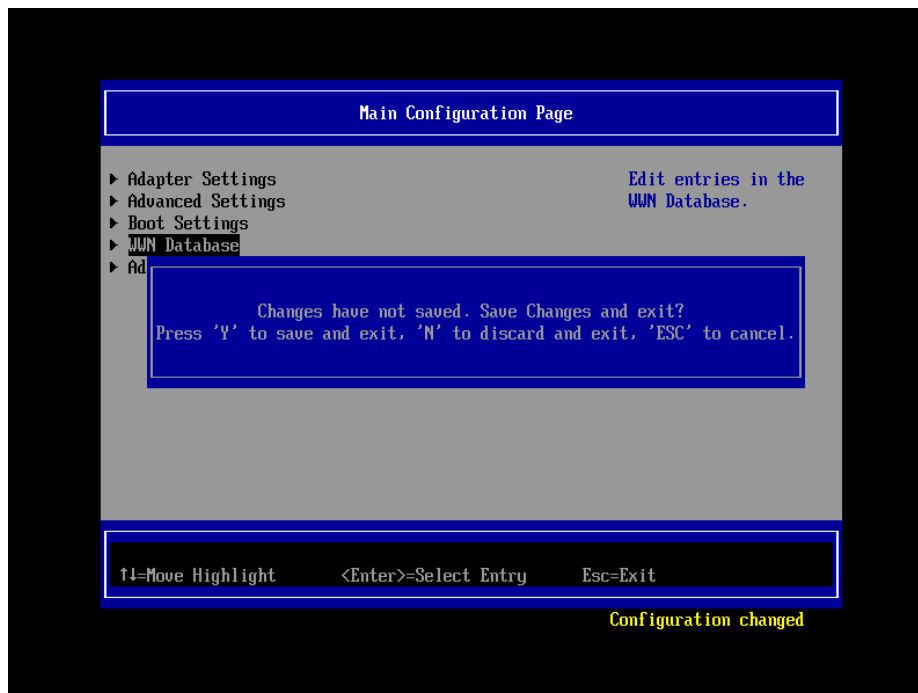 Main Configuration Page
▶ Adapter Settings
▶ Advanced Settings
▶ Boot Settings
▶ WWN Database
▶ Ad
Edit entries in the
WWN Database.
Changes have not saved. Save Changes and exit?
Press 'Y' to save and exit, 'N' to discard and exit, 'ESC' to cancel.
↑↓=Move Highlight <Enter>=Select Entry Esc=Exit
Configuration changed